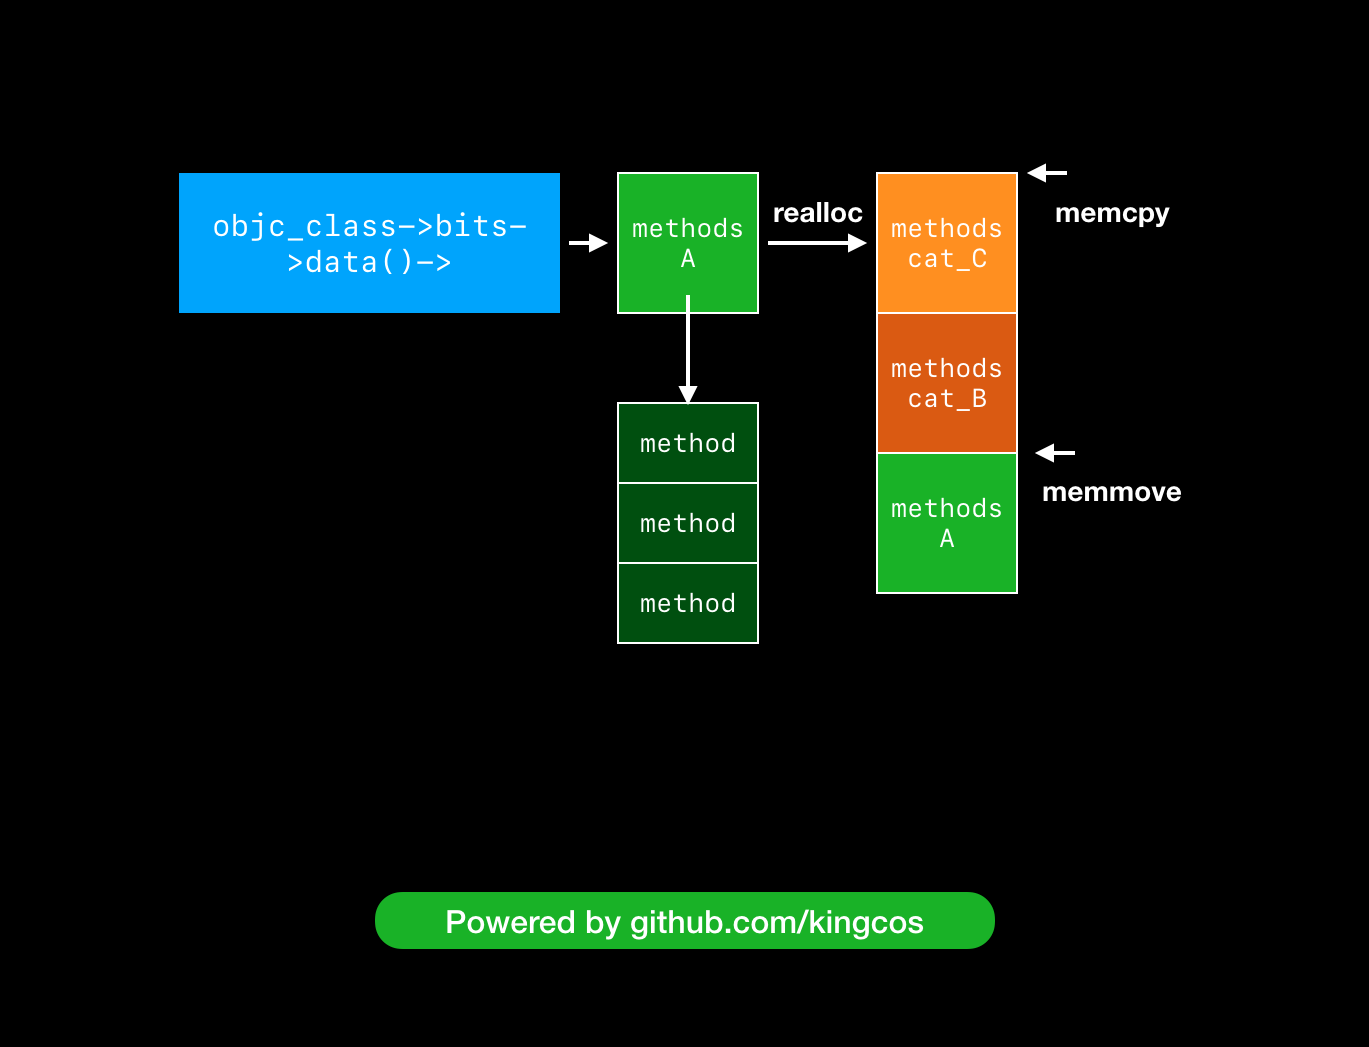 objc_class->bits-
>data()->
methods
A
realloc
methods
cat_C
memcpy
methods
cat_B
memmove
methods
A
method
method
method
Powered by github.com/kingcos